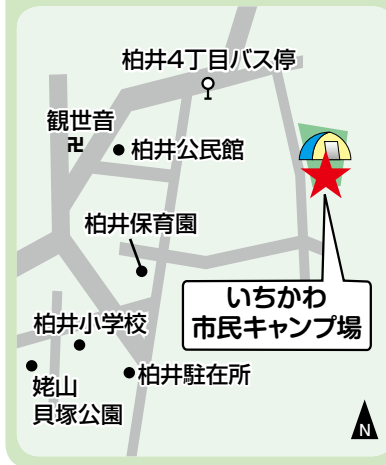 柏井4丁目バス停
観世音
卍
柏井公民館
柏井保育園
いちかわ
市民キャンプ場
柏井小学校
柏井駐在所
姥山
貝塚公園
N